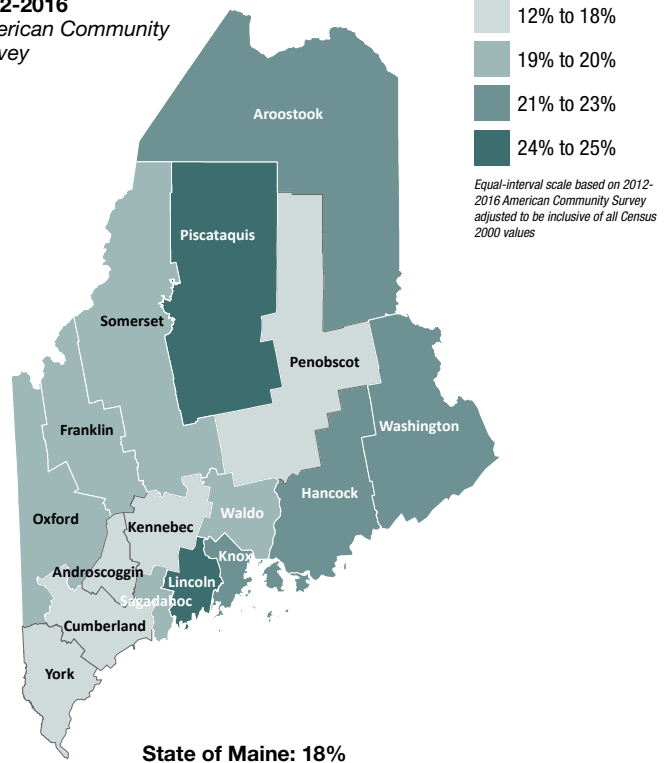 2-2016
erican Community
vey
12% to 18%
19% to 20%
21% to 23%
24% to 25%
Equal-interval scale based on 2012-
2016 American Community Survey
adjusted to be inclusive of all Census
2000 values
Aroostook
Piscataquis
Somerset
Penobscot
Franklin
Washington
Hancock
Oxford
Waldo
Kennebec
Knox
Androscoggin
Lincoln
Sagadahoc
Cumberland
York
State of Maine: 18%